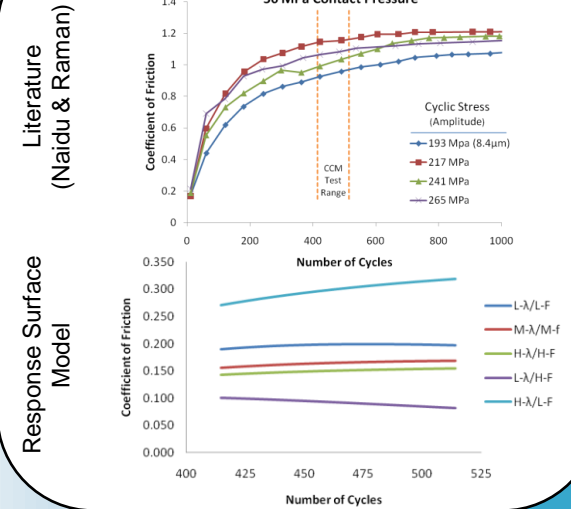 Literature
(Naidu & Raman)
50 MPa Contact Pressure
Coefficient of Friction
1.4
1.2
1
0.8
0.6
0.4
0.2
0
0 200 400 600 800 1000
Number of Cycles
CCM
Test
Range
Cyclic Stress
(Amplitude)
193 Mpa (8.4µm)
217 MPa
241 MPa
265 MPa
Response Surface
Model
Coefficient of Friction
0.350
0.300
0.250
0.200
0.150
0.100
0.050
0.000
400 425 450 475 500 525
Number of Cycles
L-λ/L-F
M-λ/M-f
H-λ/H-F
L-λ/H-F
H-λ/L-F